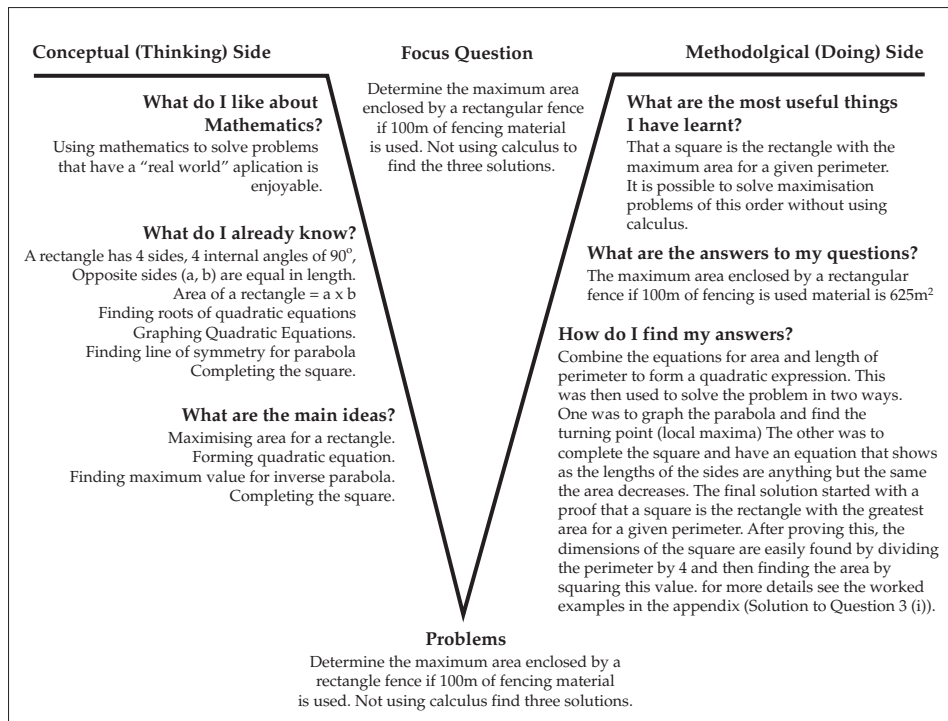 Conceptual (Thinking) Side
Focus Question
Methodolgical (Doing) Side
What do I like about
Mathematics?
Using mathematics to solve problems
that have a “real world” aplication is
enjoyable.
What do I already know?
A rectangle has 4 sides, 4 internal angles of 90°,
Opposite sides (a, b) are equal in length.
Area of a rectangle = a x b
Finding roots of quadratic equations
Graphing Quadratic Equations.
Finding line of symmetry for parabola
Completing the square.
What are the main ideas?
Maximising area for a rectangle.
Forming quadratic equation.
Finding maximum value for inverse parabola.
Completing the square.
Determine the maximum area
enclosed by a rectangular fence
if 100m of fencing material
is used. Not using calculus to
find the three solutions.
What are the most useful things
I have learnt?
That a square is the rectangle with the
maximum area for a given perimeter.
It is possible to solve maximisation
problems of this order without using
calculus.
What are the answers to my questions?
The maximum area enclosed by a rectangular
fence if 100m of fencing is used material is 625m²
How do I find my answers?
Combine the equations for area and length of
perimeter to form a quadratic expression. This
was then used to solve the problem in two ways.
One was to graph the parabola and find the
turning point (local maxima) The other was to
complete the square and have an equation that shows
as the lengths of the sides are anything but the same
the area decreases. The final solution started with a
proof that a square is the rectangle with the greatest
area for a given perimeter. After proving this, the
dimensions of the square are easily found by dividing
the perimeter by 4 and then finding the area by
squaring this value. for more details see the worked
examples in the appendix (Solution to Question 3 (i)).
Problems
Determine the maximum area enclosed by a
rectangle fence if 100m of fencing material
is used. Not using calculus find three solutions.